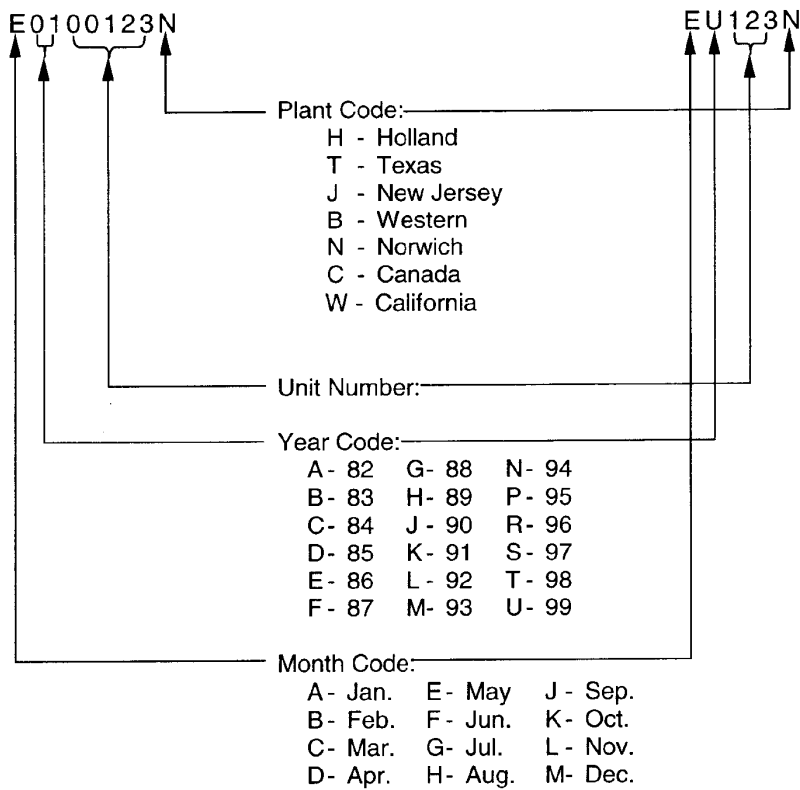 E0100123N EU123N
Plant Code:
H - Holland
T - Texas
J - New Jersey
B - Western
N - Norwich
C - Canada
W - California
Unit Number:
Year Code:
A - 82 G - 88 N - 94
B - 83 H - 89 P - 95
C - 84 J - 90 R - 96
D - 85 K - 91 S - 97
E - 86 L - 92 T - 98
F - 87 M - 93 U - 99
Month Code:
A - Jan. E - May J - Sep.
B - Feb. F - Jun. K - Oct.
C - Mar. G - Jul. L - Nov.
D - Apr. H - Aug. M - Dec.